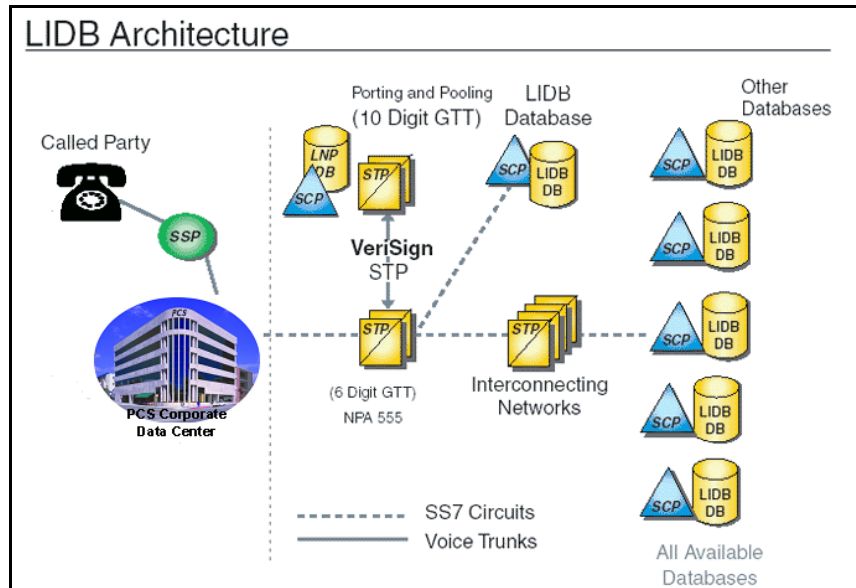 LIDB Architecture
Called Party
SSP
PCS
PCS Corporate
Data Center
Porting and Pooling
(10 Digit GTT)
LNP
DB
SCP
STP
VeriSign
STP
STP
(6 Digit GTT)
NPA 555
LIDB
Database
SCP
LIDB
DB
STP
Interconnecting
Networks
Other
Databases
SCP
LIDB
DB
SCP
LIDB
DB
SCP
LIDB
DB
SCP
LIDB
DB
SCP
LIDB
DB
All Available
Databases
SS7 Circuits
Voice Trunks